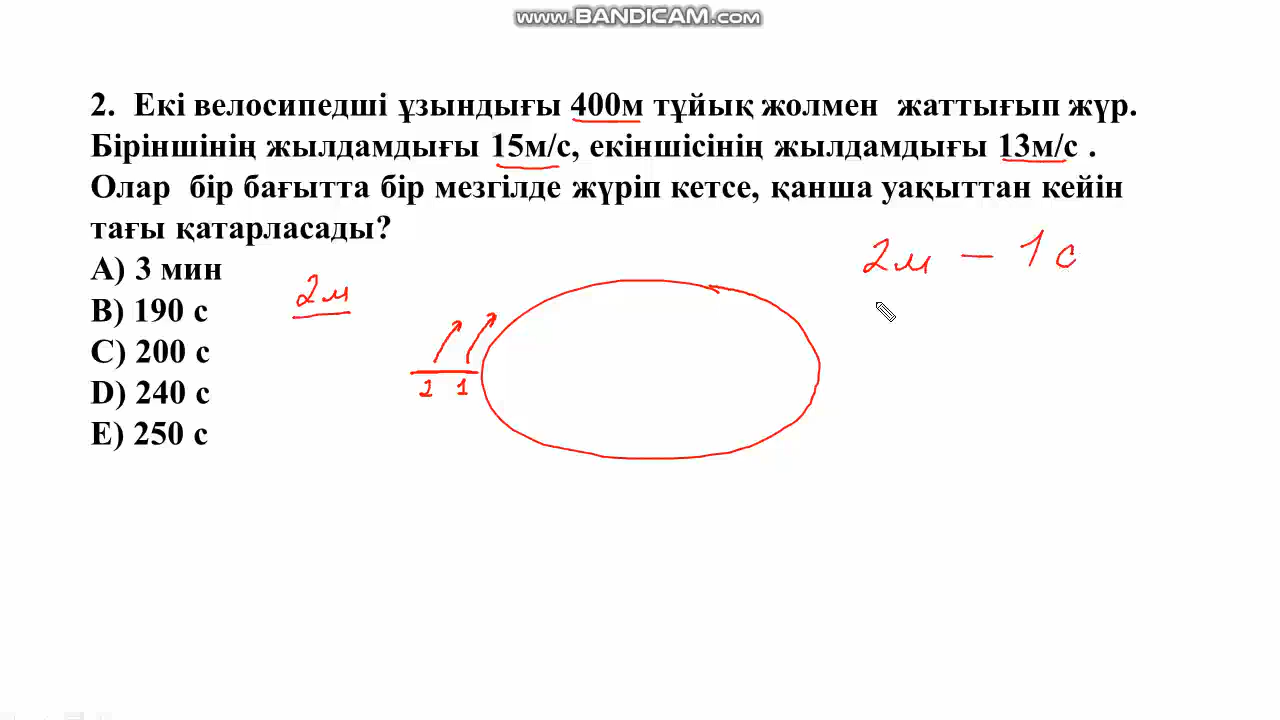 www.BANDICAM.com
2. Екі велосипедші ұзындығы 400м тұйық жолмен жаттығып жүр.
Біріншінің жылдамдығы 15м/с, екіншісінің жылдамдығы 13м/с .
Олар бір бағытта бір мезгілде жүріп кетсе, қанша уақыттан кейін
тағы қатарласады?
A) 3 мин
B) 190 с
C) 200 с
D) 240 с
E) 250 с
2м
2 1
2м — 1 с